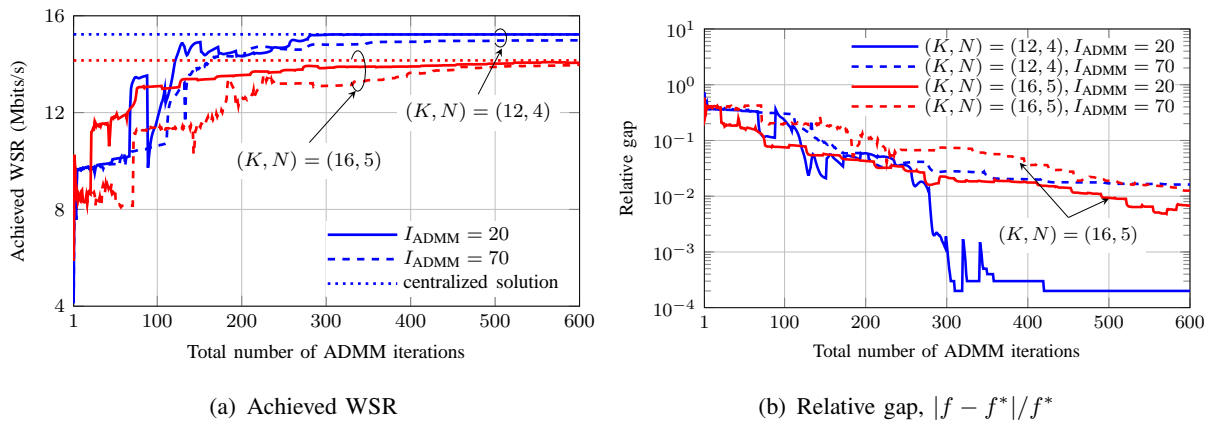 16
12
8
4
1
100
200
300
400
500
600
Achieved WSR (Mbits/s)
Total number of ADMM iterations
(K, N) = (12, 4)
(K, N) = (16, 5)
I_ADMM = 20
I_ADMM = 70
centralized solution
(a) Achieved WSR
10^1
10^0
10^−1
10^−2
10^−3
10^−4
1
100
200
300
400
500
600
Relative gap
Total number of ADMM iterations
(K, N) = (12, 4), I_ADMM = 20
(K, N) = (12, 4), I_ADMM = 70
(K, N) = (16, 5), I_ADMM = 20
(K, N) = (16, 5), I_ADMM = 70
(K, N) = (16, 5)
(b) Relative gap, |f − f*|/f*